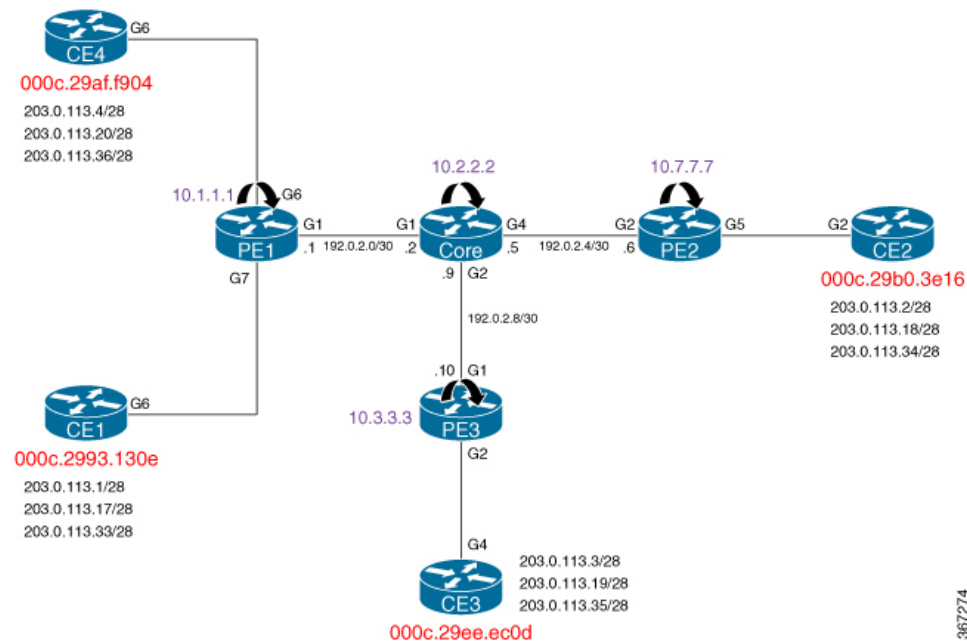 G6
CE4
000c.29af.f904
203.0.113.4/28
203.0.113.20/28
203.0.113.36/28
10.1.1.1
G6
10.2.2.2
10.7.7.7
PE1
G1
.1
192.0.2.0/30
G1
.2
Core
G4
.5
192.0.2.4/30
G2
.6
PE2
G5
G2
CE2
000c.29b0.3e16
203.0.113.2/28
203.0.113.18/28
203.0.113.34/28
G7
.9
G2
192.0.2.8/30
.10
G1
10.3.3.3
PE3
G2
G6
CE1
000c.2993.130e
203.0.113.1/28
203.0.113.17/28
203.0.113.33/28
G4
CE3
203.0.113.3/28
203.0.113.19/28
203.0.113.35/28
000c.29ee.ec0d
367274